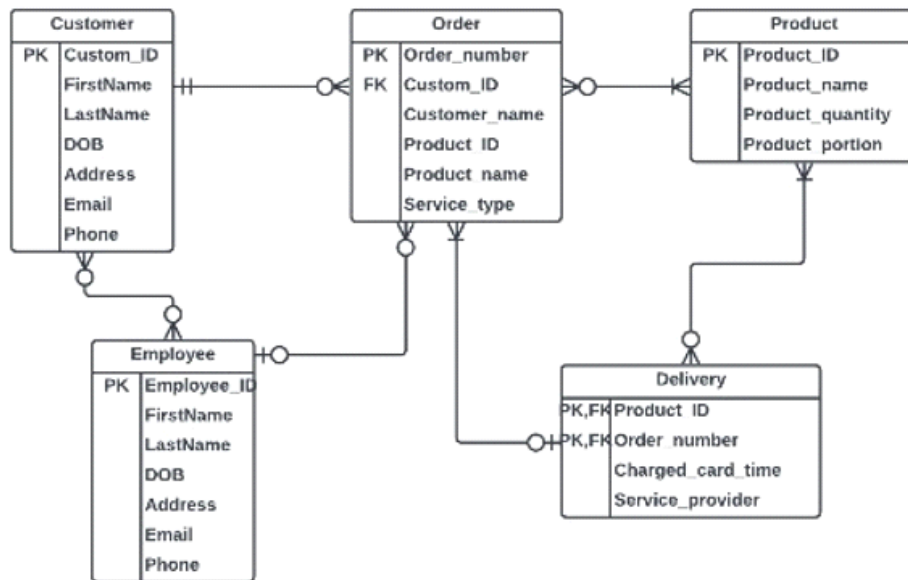 Customer
PK Custom_ID
FirstName
LastName
DOB
Address
Email
Phone
Order
PK Order_number
FK Custom_ID
Customer_name
Product_ID
Product_name
Service_type
Product
PK Product_ID
Product_name
Product_quantity
Product_portion
Employee
PK Employee_ID
FirstName
LastName
DOB
Address
Email
Phone
Delivery
PK,FK Product_ID
PK,FK Order_number
Charged_card_time
Service_provider